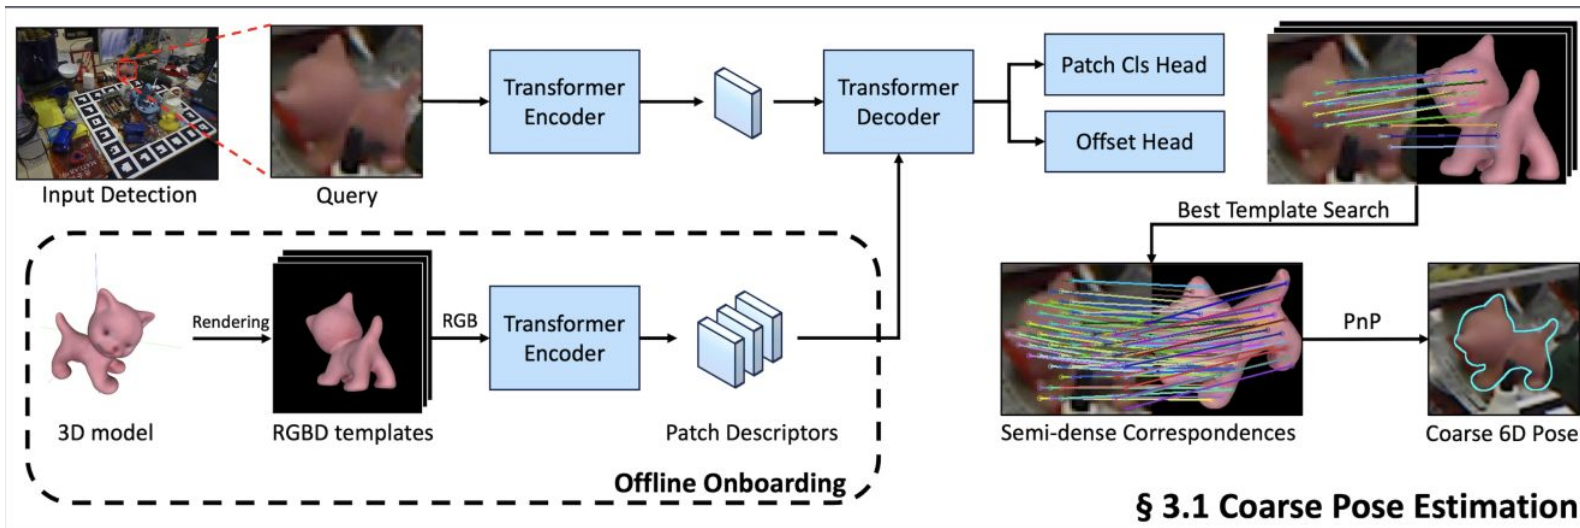 Input Detection
Query
Transformer
Encoder
Transformer
Decoder
Patch Cls Head
Offset Head
Best Template Search
3D model
Rendering
RGBD templates
RGB
Transformer
Encoder
Patch Descriptors
Offline Onboarding
Semi-dense Correspondences
PnP
Coarse 6D Pose
§ 3.1 Coarse Pose Estimation